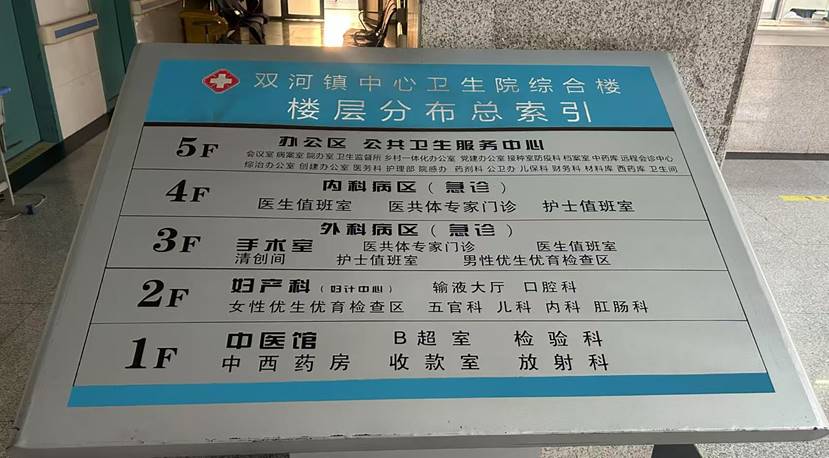 双河镇中心卫生院综合楼
楼层分布总索引
5F 办公区 公共卫生服务中心
会议室 病案室 院办室 卫生监督所 乡村一体化办公室 党建办公室 接种室防疫科 档案室 中药库 远程会诊中心
综治办公室 创建办公室 医务科 护理部 院感办 药剂科 公卫办 儿保科 财务科 材料库 西药库 卫生间
4F 内科病区(急诊)
医生值班室 医共体专家门诊 护士值班室
3F 外科病区(急诊)
手术室 医共体专家门诊 医生值班室
清创间 护士值班室 男性优生优育检查区
2F 妇产科(妇计中心) 输液大厅 口腔科
女性优生优育检查区 五官科 儿科 内科 肛肠科
1F 中医馆 B超室 检验科
中西药房 收款室 放射科